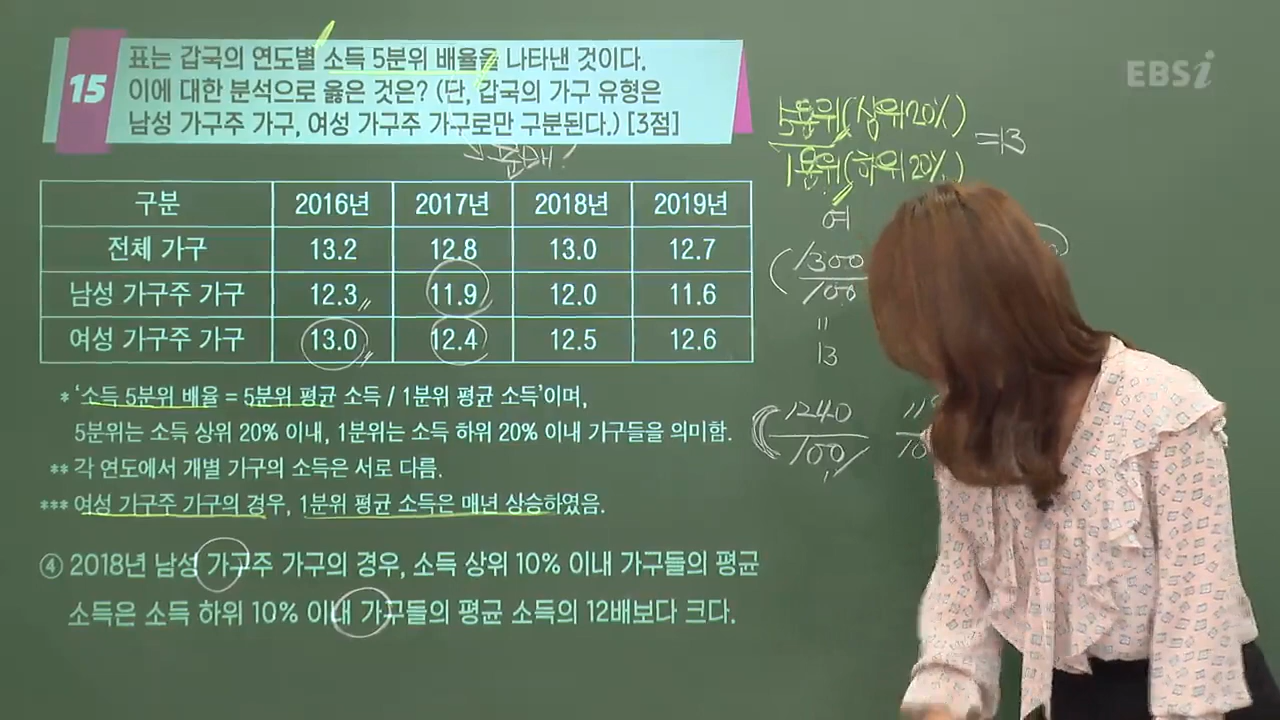 15
표는 갑국의 연도별 소득 5분위 배율을 나타낸 것이다.
이에 대한 분석으로 옳은 것은? (단, 갑국의 가구 유형은
남성 가구주 가구, 여성 가구주 가구로만 구분된다.) [3점]
EBSi
5분위(상위20%)
1분위(하위20%)
=13
구분 2016년 2017년 2018년 2019년
전체 가구 13.2 12.8 13.0 12.7
남성 가구주 가구 12.3 11.9 12.0 11.6
여성 가구주 가구 13.0 12.4 12.5 12.6
예
1300
100
"
13
1240
100
* '소득 5분위 배율 = 5분위 평균 소득 / 1분위 평균 소득'이며,
5분위는 소득 상위 20% 이내, 1분위는 소득 하위 20% 이내 가구들을 의미함.
** 각 연도에서 개별 가구의 소득은 서로 다름.
*** 여성 가구주 가구의 경우, 1분위 평균 소득은 매년 상승하였음.
④ 2018년 남성 가구주 가구의 경우, 소득 상위 10% 이내 가구들의 평균
소득은 소득 하위 10% 이내 가구들의 평균 소득의 12배보다 크다.